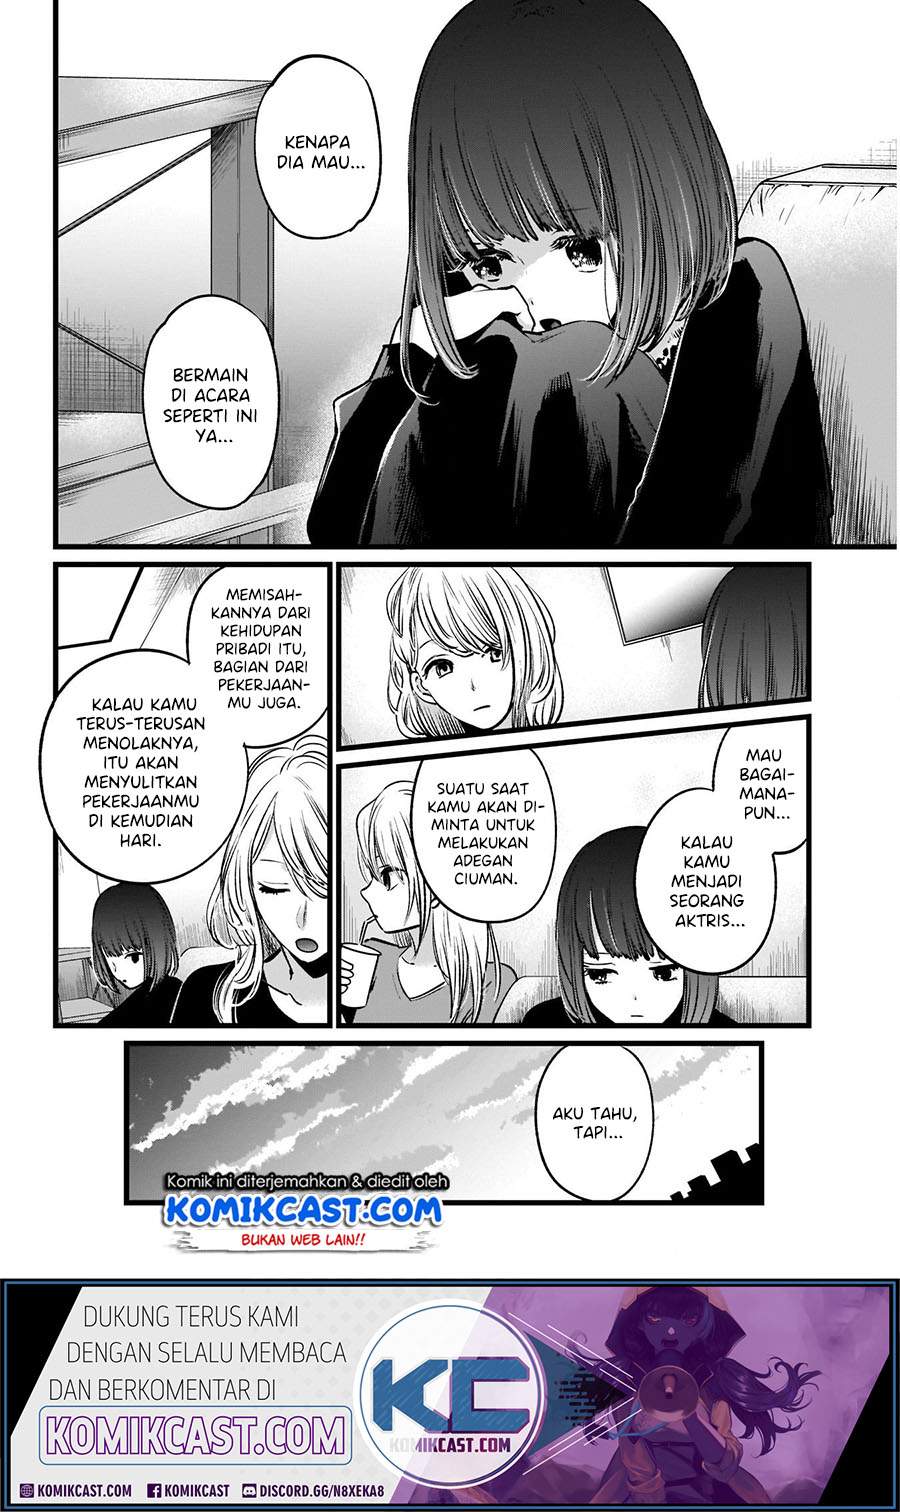 KENAPA
DIA MAU...
BERMAIN
DI ACARA
SEPERTI INI
YA...
MAU
BAGAI-
MANA-
PUN...
KALAU
KAMU
MENJADI
SEORANG
AKTRIS...
SUATU SAAT
KAMU AKAN DI-
MINTA UNTUK
MELAKUKAN
ADEGAN
CIUMAN.
MEMISAH-
KANNYA DARI
KEHIDUPAN
PRIBADI ITU,
BAGIAN DARI
PEKERJAAN-
MU JUGA.
KALAU KAMU
TERUS-TERUSAN
MENOLAKNYA,
ITU AKAN
MENYULITKAN
PEKERJAANMU
DI KEMUDIAN
HARI.
AKU TAHU,
TAPI...
Komik ini diterjemahkan & diedit oleh
KOMIKCAST.COM
BUKAN WEB LAIN!!
DUKUNG TERUS KAMI
DENGAN SELALU MEMBACA
DAN BERKOMENTAR DI
KOMIKCAST.COM
KC
KOMIKCAST.COM
KOMIKCAST.COM
KOMIKCAST
DISCORD.GG/N8XEKA8